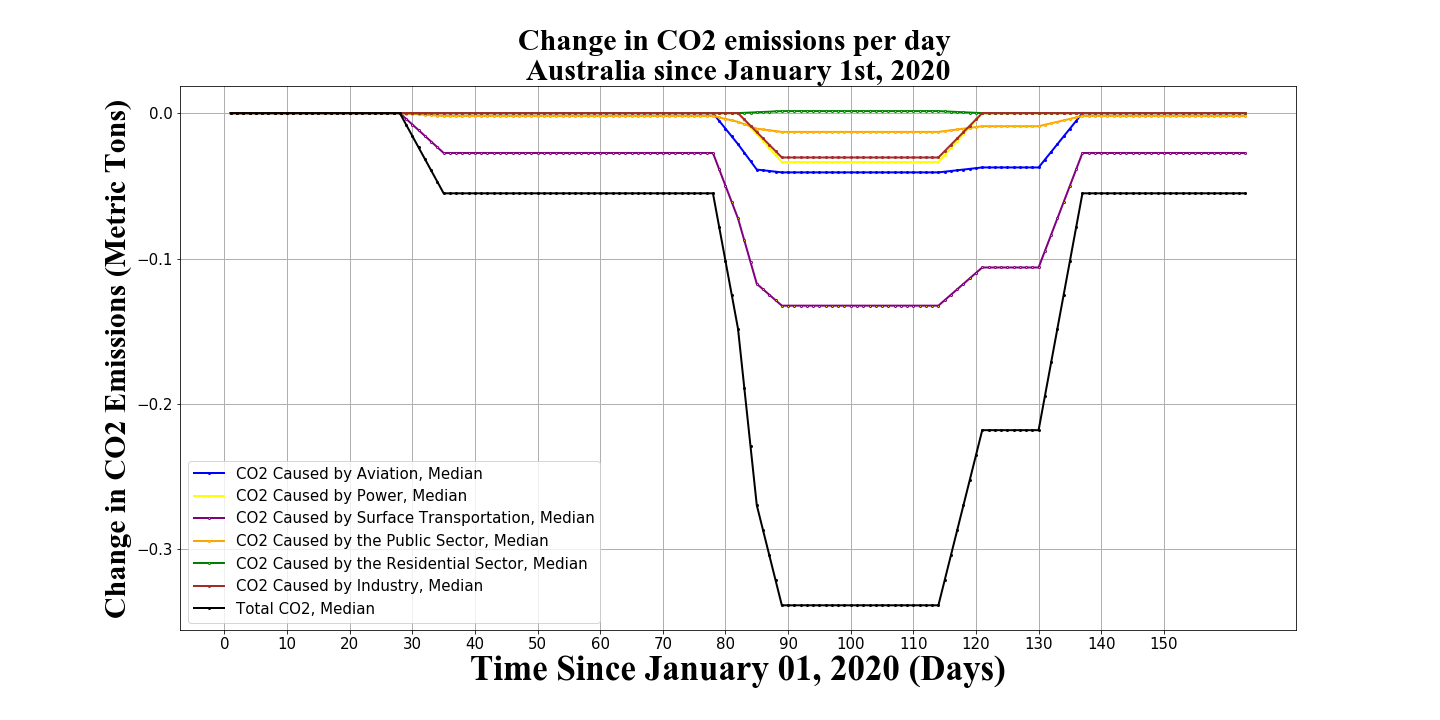 Change in CO2 emissions per day
Australia since January 1st, 2020
Change in CO2 Emissions (Metric Tons)
0.0
−0.1
−0.2
−0.3
CO2 Caused by Aviation, Median
CO2 Caused by Power, Median
CO2 Caused by Surface Transportation, Median
CO2 Caused by the Public Sector, Median
CO2 Caused by the Residential Sector, Median
CO2 Caused by Industry, Median
Total CO2, Median
0 10 20 30 40 50 60 70 80 90 100 110 120 130 140 150
Time Since January 01, 2020 (Days)